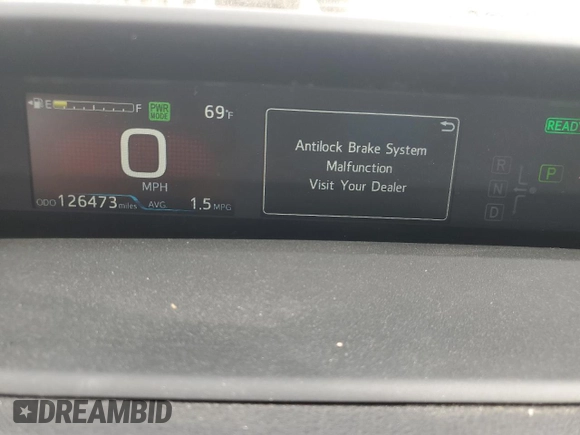 E F PWR MODE 69°F
0
MPH
ODO 126473 miles AVG. 1.5 MPG
Antilock Brake System
Malfunction
Visit Your Dealer
READY
R
N P
D
DREAMBID